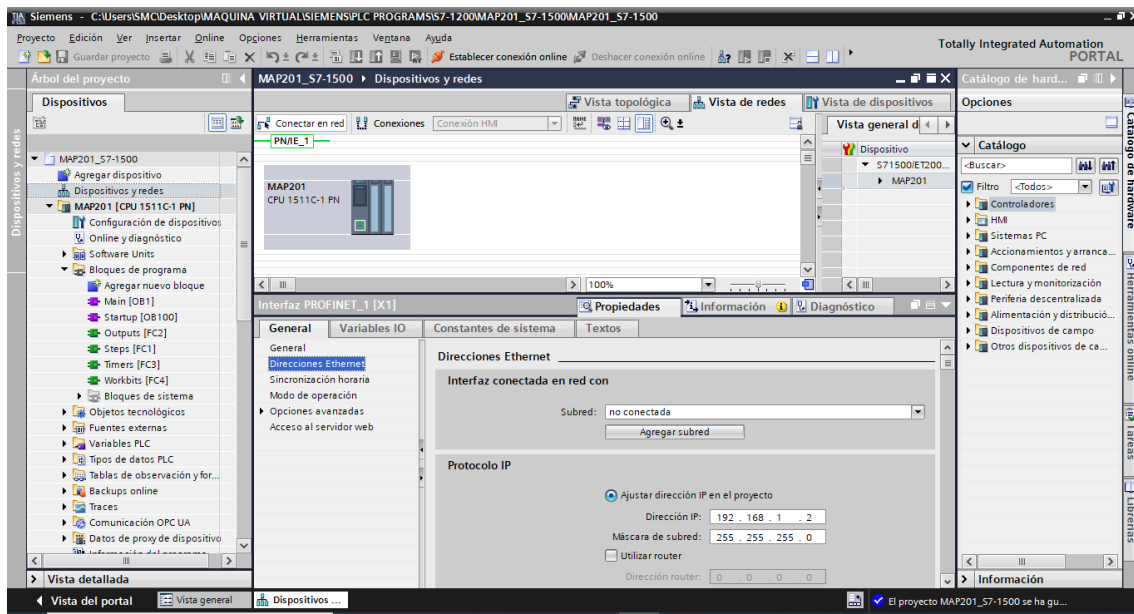 Siemens - C:\Users\SMC\Desktop\MAQUINA VIRTUAL\SIEMENS\PLC PROGRAMS\S7-1200\MAP201_S7-1500\MAP201_S7-1500
Proyecto Edición Ver Insertar Online Opciones Herramientas Ventana Ayuda
Totally Integrated Automation
PORTAL
Guardar proyecto Establecer conexión online Deshacer conexión online
Árbol del proyecto
Dispositivos
Dispositivos y redes
MAP201_S7-1500
Agregar dispositivo
Dispositivos y redes
MAP201 [CPU 1511C-1 PN]
Configuración de dispositivos
Online y diagnóstico
Software Units
Bloques de programa
Agregar nuevo bloque
Main [OB1]
Startup [OB100]
Outputs [FC2]
Steps [FC1]
Timers [FC3]
Workbits [FC4]
Bloques de sistema
Objetos tecnológicos
Fuentes externas
Variables PLC
Tipos de datos PLC
Tablas de observación y for...
Backups online
Traces
Comunicación OPC UA
Datos de proxy de dispositivo
Vista detallada
MAP201_S7-1500 Dispositivos y redes
Vista topológica Vista de redes Vista de dispositivos
Conectar en red Conexiones Conexión HMI
PN/IE_1
MAP201
CPU 1511C-1 PN
100%
Vista general d
Dispositivo
S71500/ET200...
MAP201
Interfaz PROFINET_1 [X1]
Propiedades Información Diagnóstico
General Variables IO Constantes de sistema Textos
General
Direcciones Ethernet
Sincronización horaria
Modo de operación
Opciones avanzadas
Acceso al servidor web
Direcciones Ethernet
Interfaz conectada en red con
Subred: no conectada
Agregar subred
Protocolo IP
Ajustar dirección IP en el proyecto
Dirección IP: 192 . 168 . 1 . 2
Máscara de subred: 255 . 255 . 255 . 0
Utilizar router
Dirección router: 0 . 0 . 0 . 0
Catálogo de hard...
Opciones
Catálogo
<Buscar>
Filtro <Todos>
Controladores
HMI
Sistemas PC
Accionamientos y arranca...
Componentes de red
Lectura y monitorización
Periferia descentralizada
Alimentación y distribució...
Dispositivos de campo
Otros dispositivos de ca...
Información
Catálogo de hardware
Herramientas online
Tareas
Librerías
Vista del portal Vista general Dispositivos ... El proyecto MAP201_S7-1500 se ha gu...